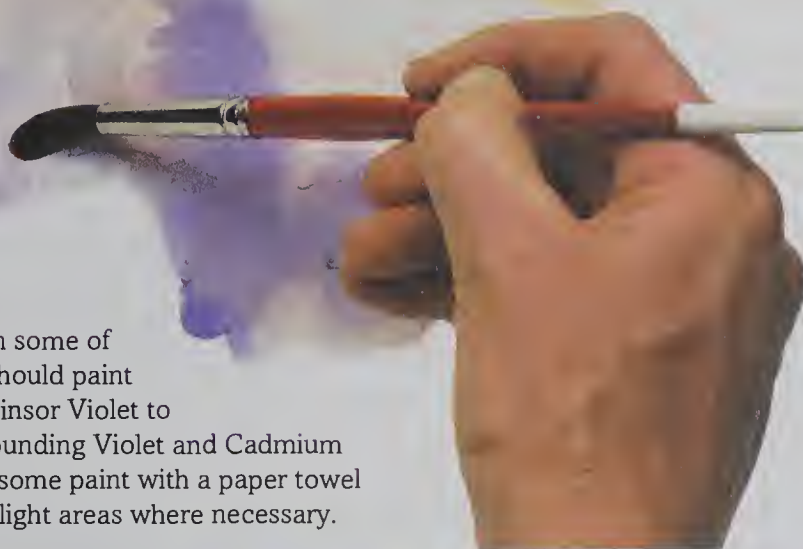 some of
hould paint
insor Violet to
unding Violet and Cadmium
some paint with a paper towel
light areas where necessary.